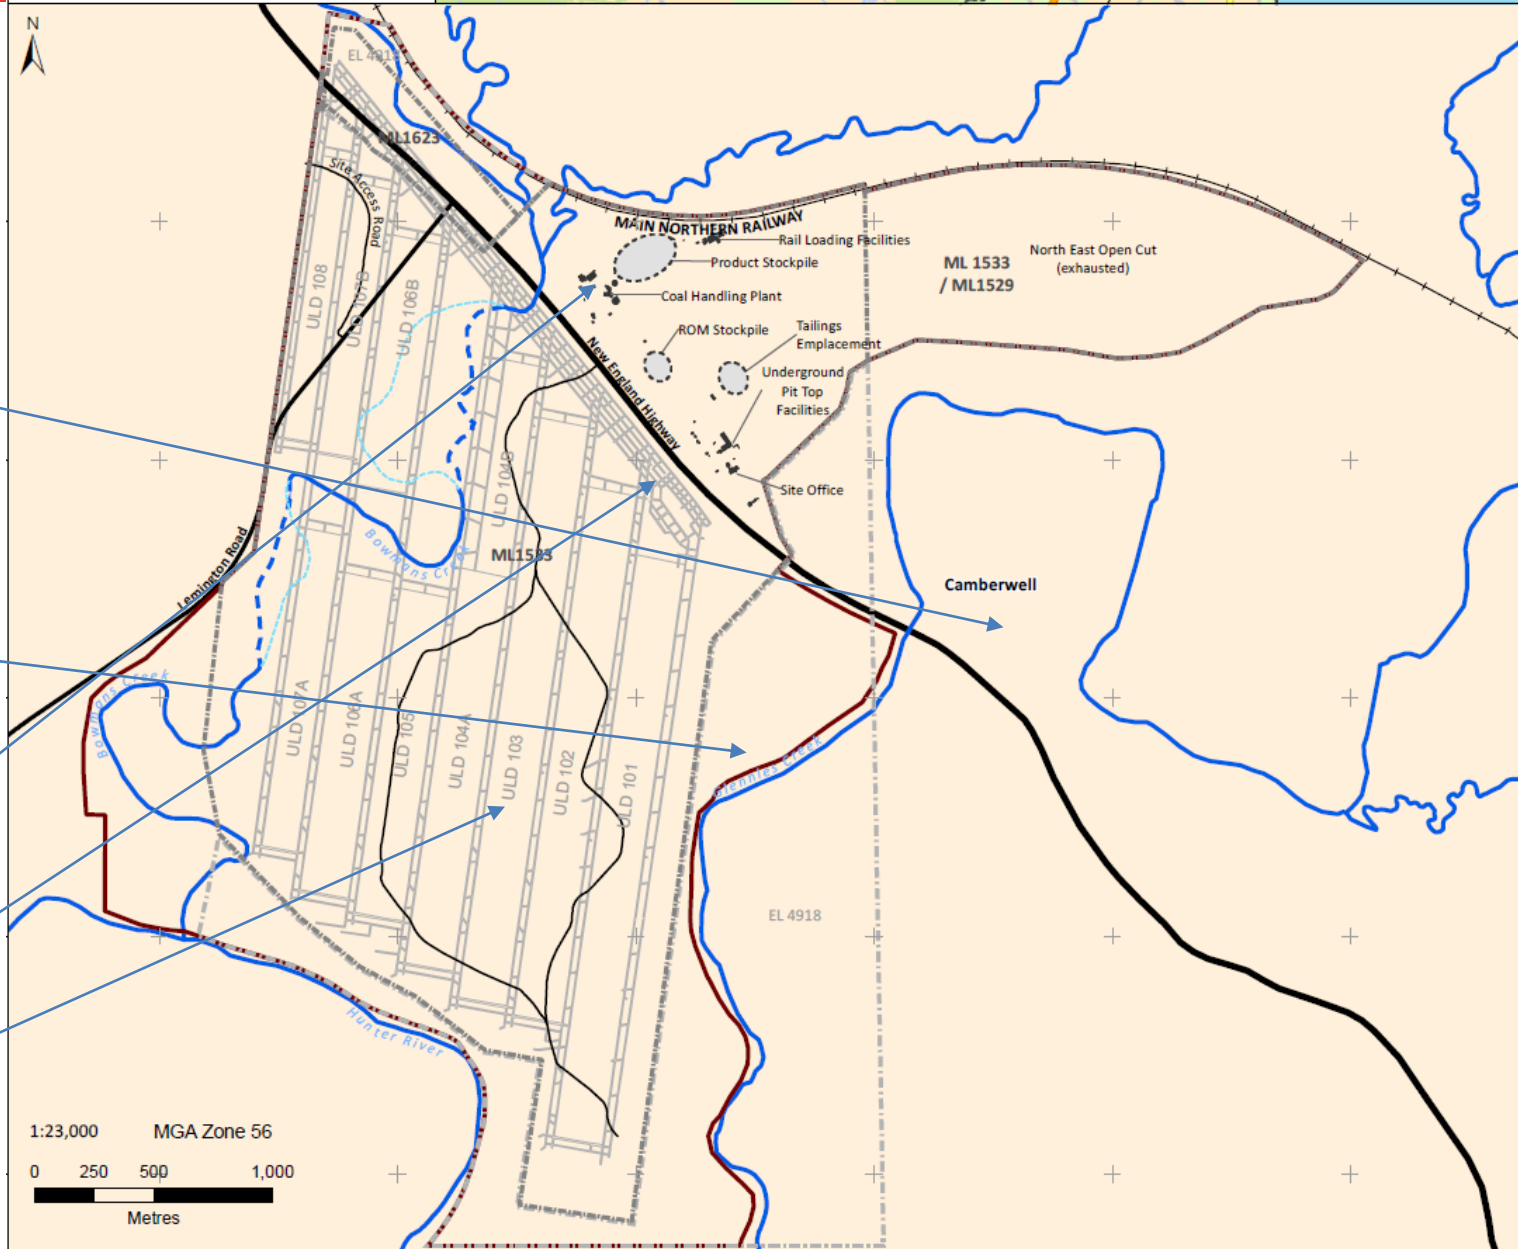 N
EL 4918
ML1623
Site Access Road
MAIN NORTHERN RAILWAY
Rail Loading Facilities
Product Stockpile
Coal Handling Plant
ROM Stockpile
Tailings
Emplacement
Underground
Pit Top
Facilities
Site Office
ML 1533
/ ML1529
North East Open Cut
(exhausted)
ULD 108
ULD 107B
ULD 106B
New England Highway
ULD 104B
Bowmans Creek
ML1533
Lemington Road
Camberwell
Bowmans Creek
ULD 107A
ULD 106A
ULD 105
ULD 104A
ULD 103
ULD 102
ULD 101
Glennies Creek
EL 4918
Hunter River
1:23,000 MGA Zone 56
0 250 500 1,000
Metres